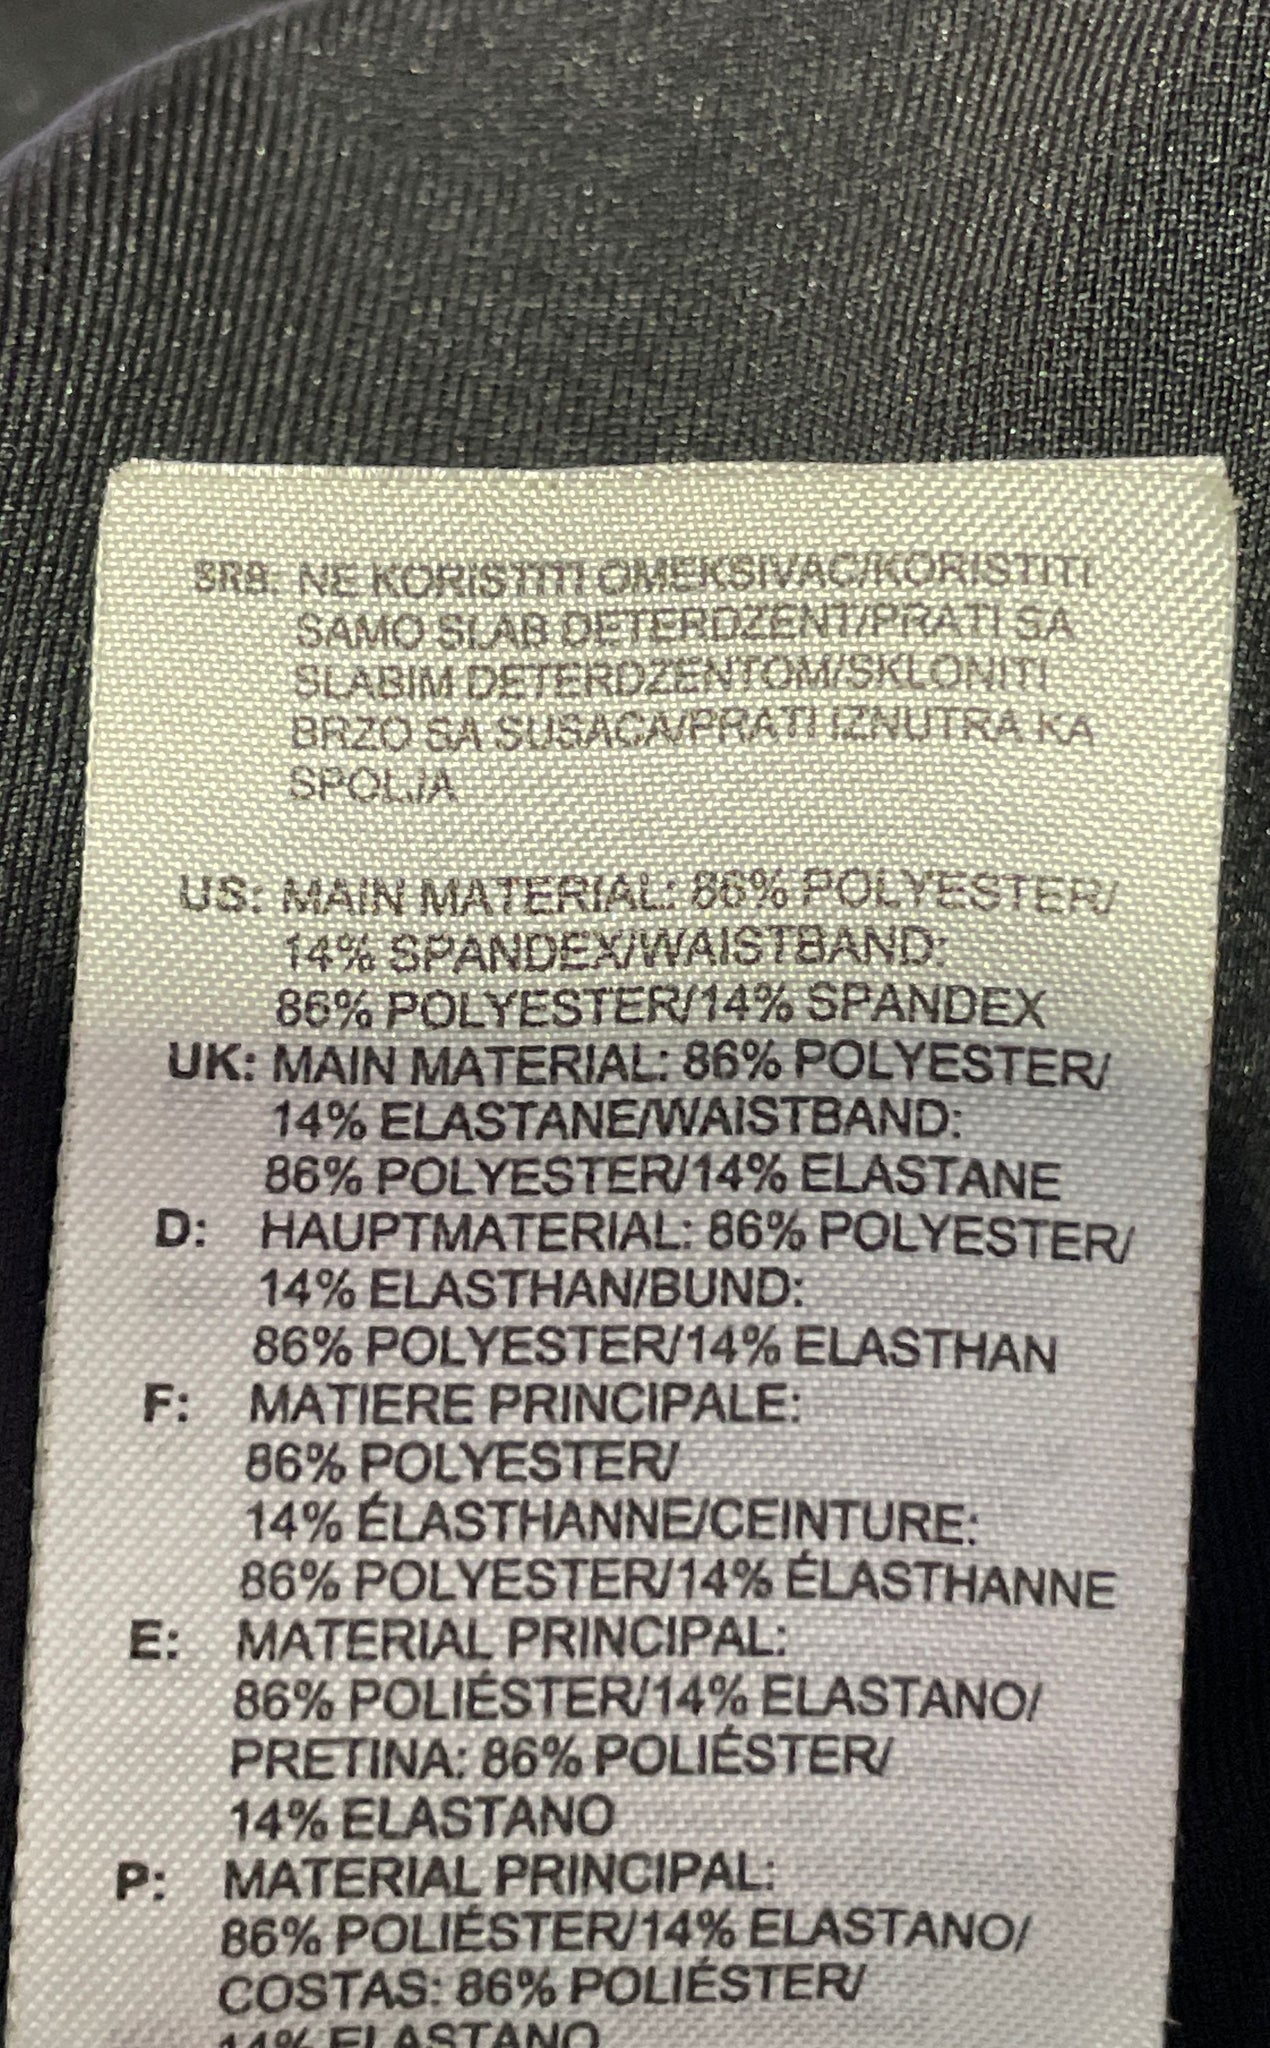 SRB: NE KORISTITI OMEKSIVAC/KORISTITI
SAMO SLAB DETERDZENT/PRATI SA
SLABIM DETERDZENTOM/SKLONITI
BRZO SA SUSACA/PRATI IZNUTRA KA
SPOLJA
US: MAIN MATERIAL: 86% POLYESTER/
14% SPANDEX/WAISTBAND:
86% POLYESTER/14% SPANDEX
UK: MAIN MATERIAL: 86% POLYESTER/
14% ELASTANE/WAISTBAND:
86% POLYESTER/14% ELASTANE
D: HAUPTMATERIAL: 86% POLYESTER/
14% ELASTHAN/BUND:
86% POLYESTER/14% ELASTHAN
F: MATIERE PRINCIPALE:
86% POLYESTER/
14% ÉLASTHANNE/CEINTURE:
86% POLYESTER/14% ÉLASTHANNE
E: MATERIAL PRINCIPAL:
86% POLIÉSTER/14% ELASTANO/
PRETINA: 86% POLIÉSTER/
14% ELASTANO
P: MATERIAL PRINCIPAL:
86% POLIÉSTER/14% ELASTANO/
COSTAS: 86% POLIÉSTER/
14% ELASTANO